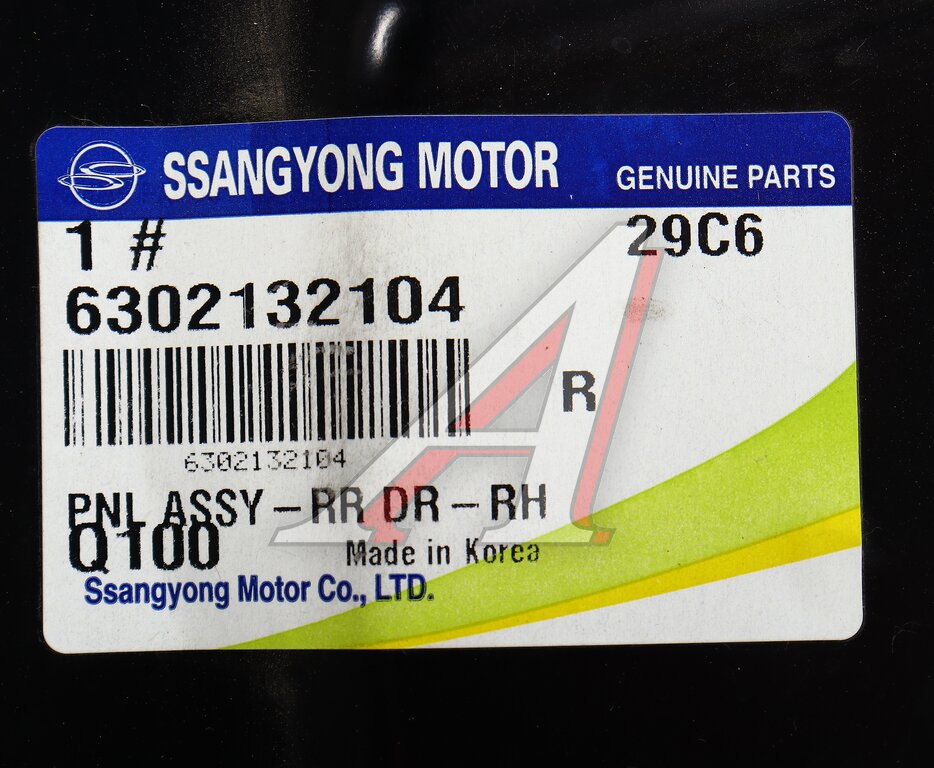 SSANGYONG MOTOR GENUINE PARTS
1 # 29C6
6302132104
R
6302132104
PNL ASSY - RR DR - RH
Q100 Made in Korea
Ssangyong Motor Co., LTD.